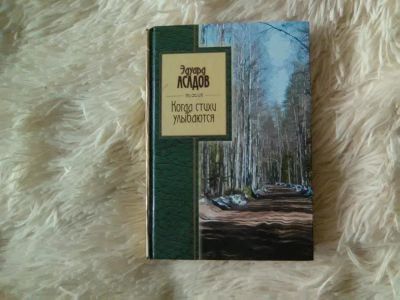 Эдуард
АСАДОВ
Когда стихи
улыбаются